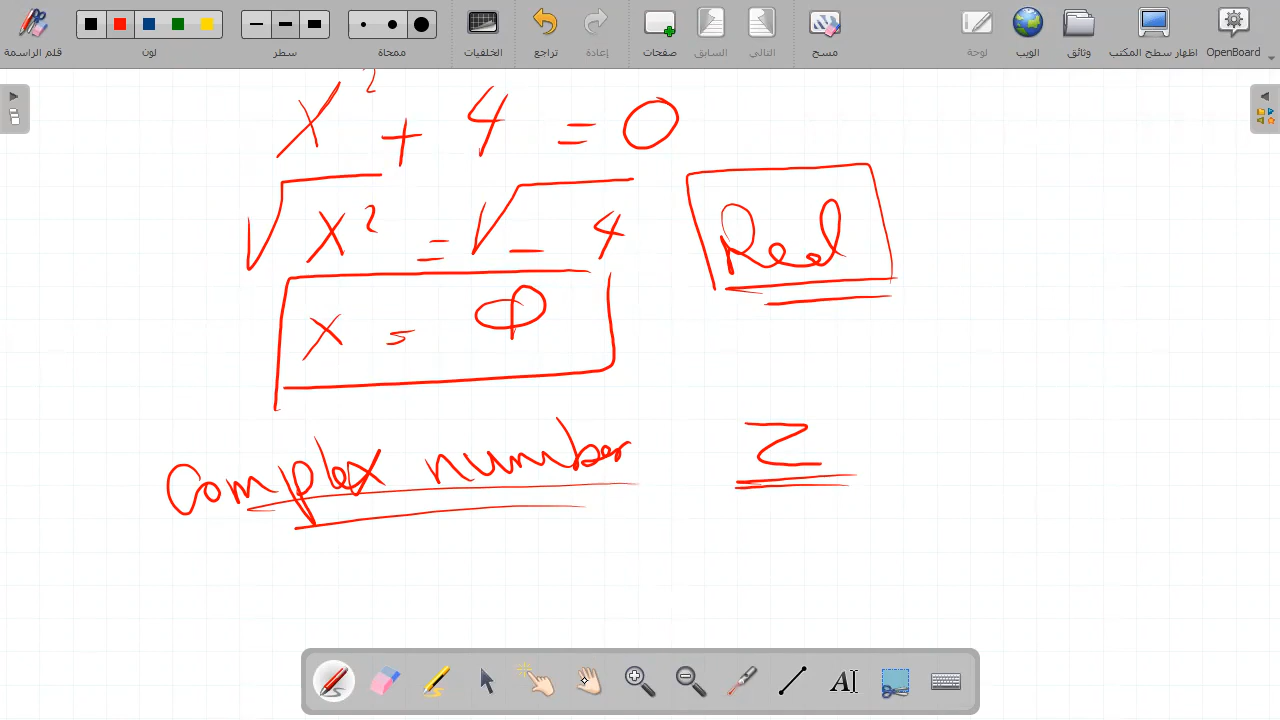 قلم الراسمة لون سطر ممحاة الخلفيات تراجع إعادة صفحات السابق التالي مسح لوحة الويب وثائق اظهار سطح المكتب OpenBoard
x² + 4 = 0
√x² = √-4
Real
x = φ
Complex number
Z